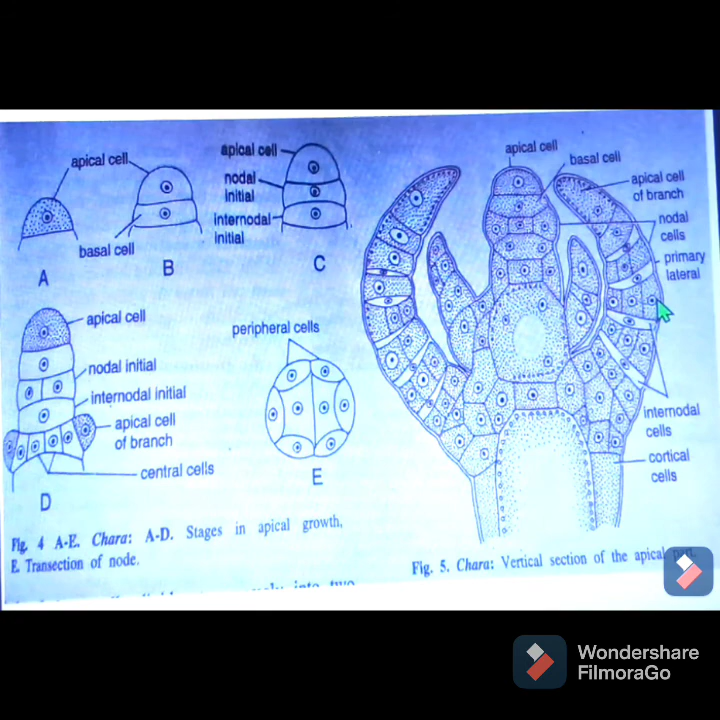 apical cell
basal cell
A
B
apical cell
nodal
initial
internodal
initial
C
apical cell
nodal initial
internodal initial
apical cell
of branch
central cells
D
peripheral cells
E
Fig. 4 A-E. Chara: A-D. Stages in apical growth,
E. Transection of node.
into two
apical cell
basal cell
apical cell
of branch
nodal
cells
primary
lateral
internodal
cells
cortical
cells
Fig. 5. Chara: Vertical section of the apical
Wondershare
FilmoraGo